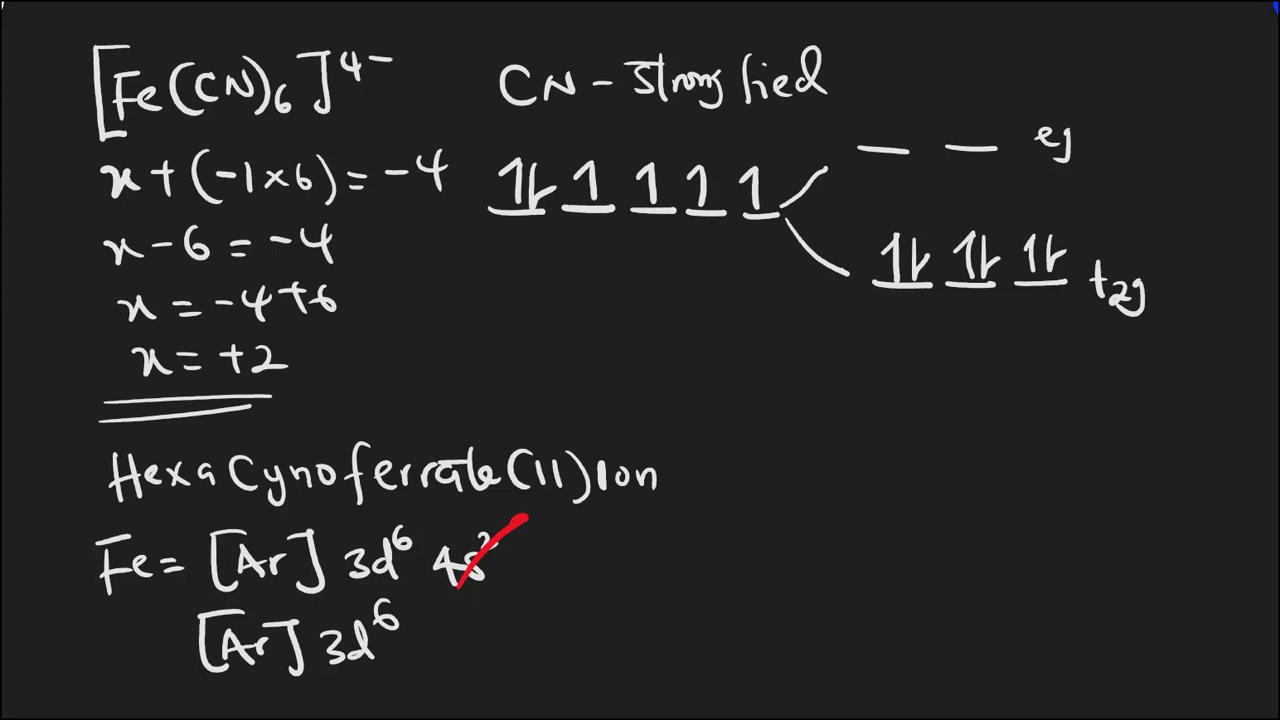 [Fe(CN)₆]⁴⁻
x + (-1×6) = -4
x - 6 = -4
x = -4+6
x = +2
HexaCynoferrate(II)Ion
Fe = [Ar] 3d⁶ 4s²
[Ar] 3d⁶
CN - Strong fied
⥮ ↿ ↿ ↿ ↿
eg
⥮ ⥮ ⥮ t₂g